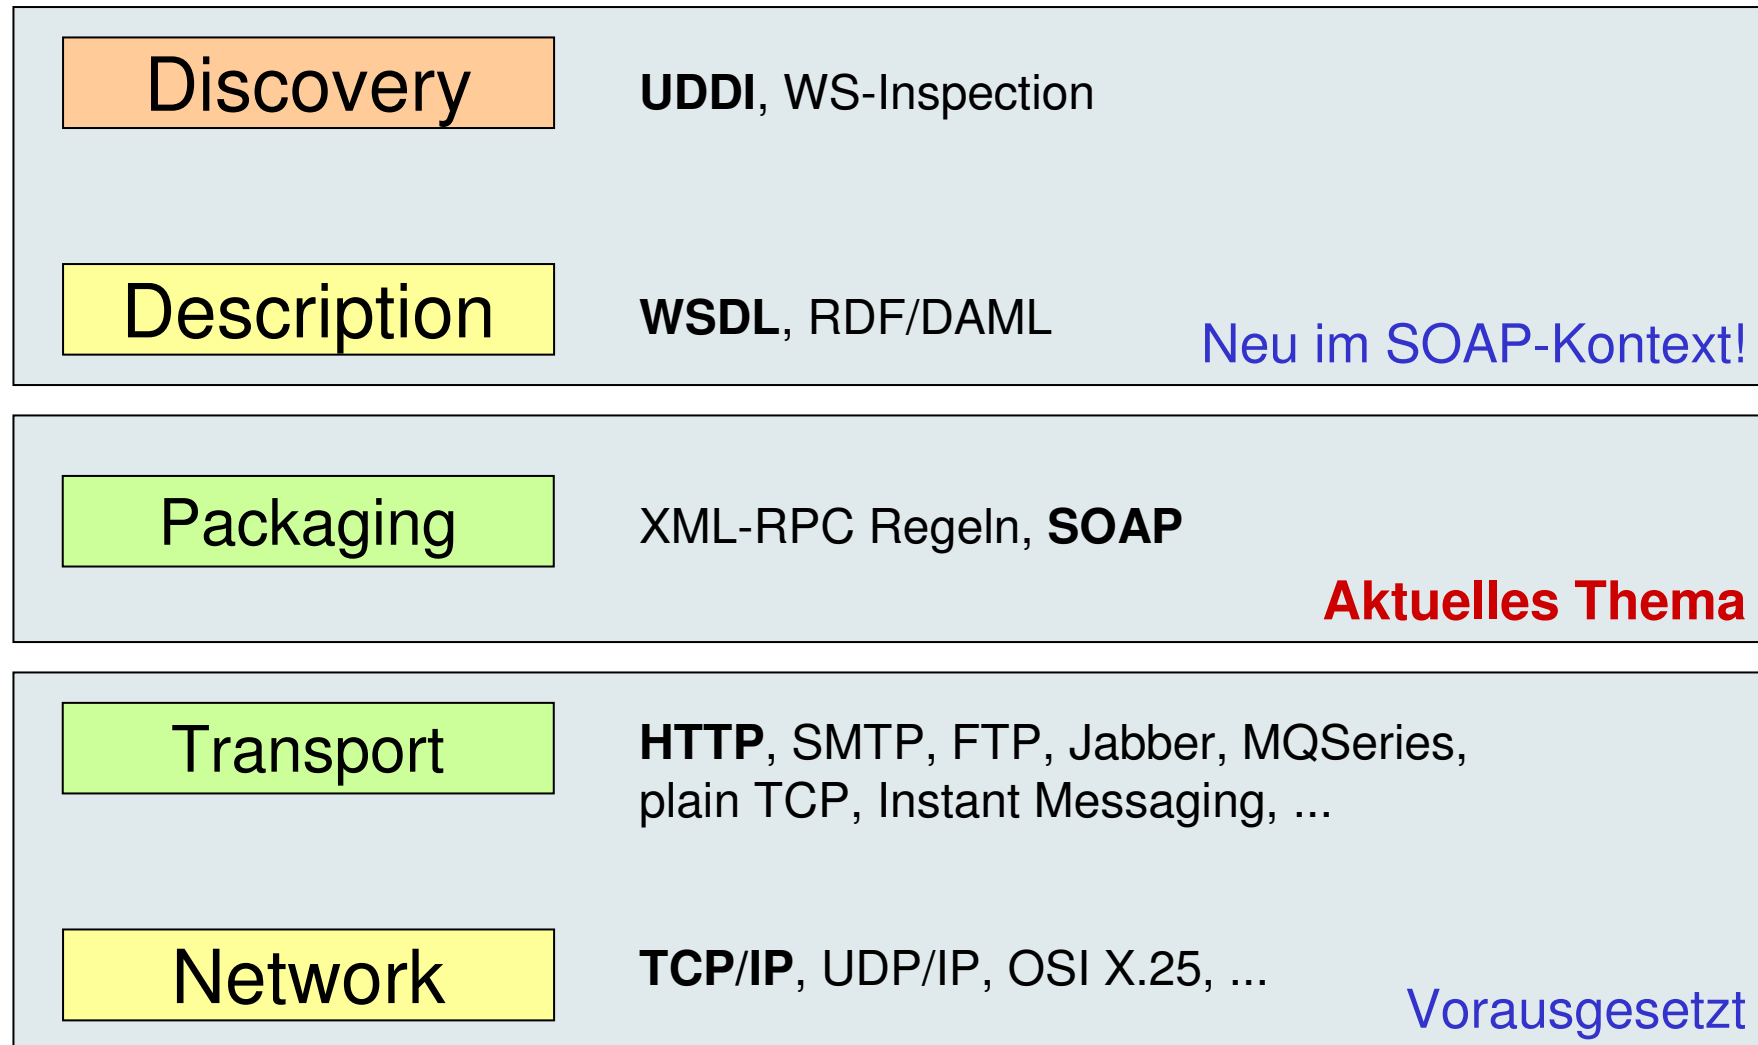 Discovery
UDDI, WS-Inspection
Description
WSDL, RDF/DAML
Neu im SOAP-Kontext!
Packaging
XML-RPC Regeln, SOAP
Aktuelles Thema
Transport
HTTP, SMTP, FTP, Jabber, MQSeries,
plain TCP, Instant Messaging, ...
Network
TCP/IP, UDP/IP, OSI X.25, ...
Vorausgesetzt